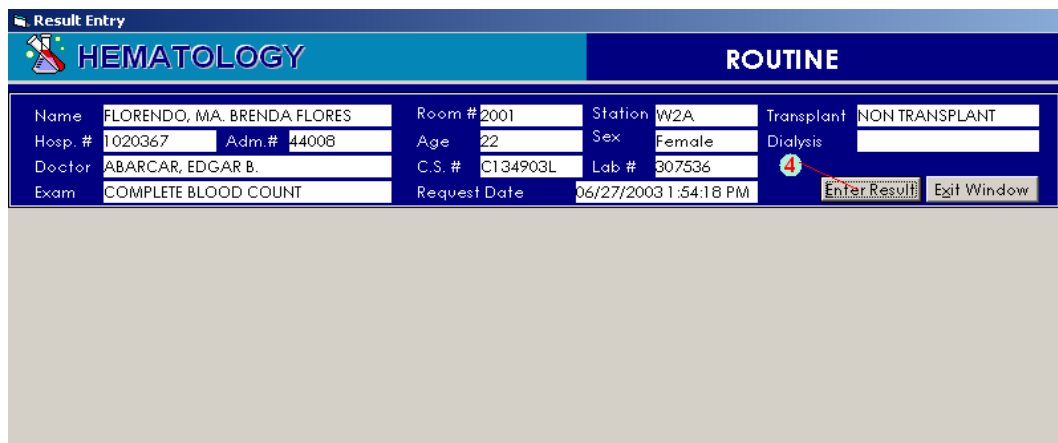 Result Entry
HEMATOLOGY ROUTINE
Name FLORENDO, MA. BRENDA FLORES Room # 2001 Station W2A Transplant NON TRANSPLANT
Hosp. # 1020367 Adm.# 44008 Age 22 Sex Female Dialysis
Doctor ABARCAR, EDGAR B. C.S. # C134903L Lab # 307536 4
Exam COMPLETE BLOOD COUNT Request Date 06/27/2003 1:54:18 PM Enter Result Exit Window